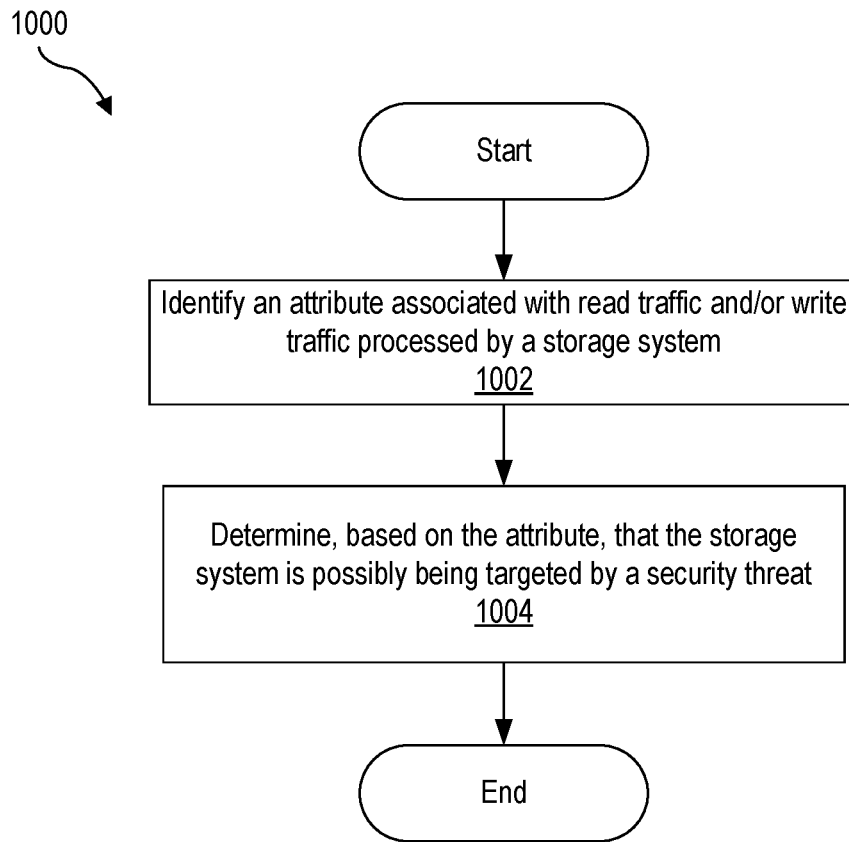 1000
Start
Identify an attribute associated with read traffic and/or write
traffic processed by a storage system
1002
Determine, based on the attribute, that the storage
system is possibly being targeted by a security threat
1004
End